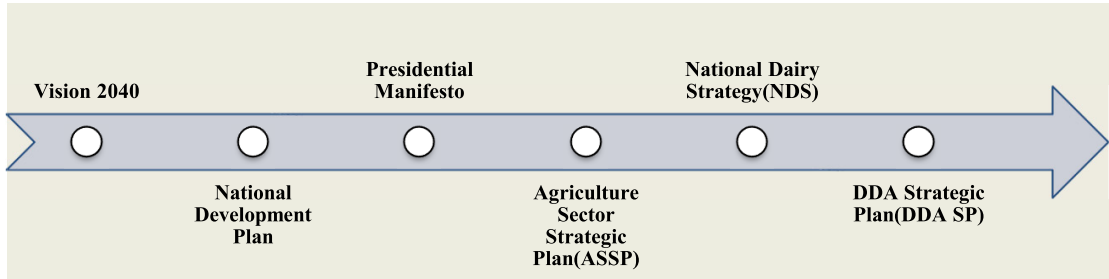 Vision 2040
National
Development
Plan
Presidential
Manifesto
Agriculture
Sector
Strategic
Plan(ASSP)
National Dairy
Strategy(NDS)
DDA Strategic
Plan(DDA SP)